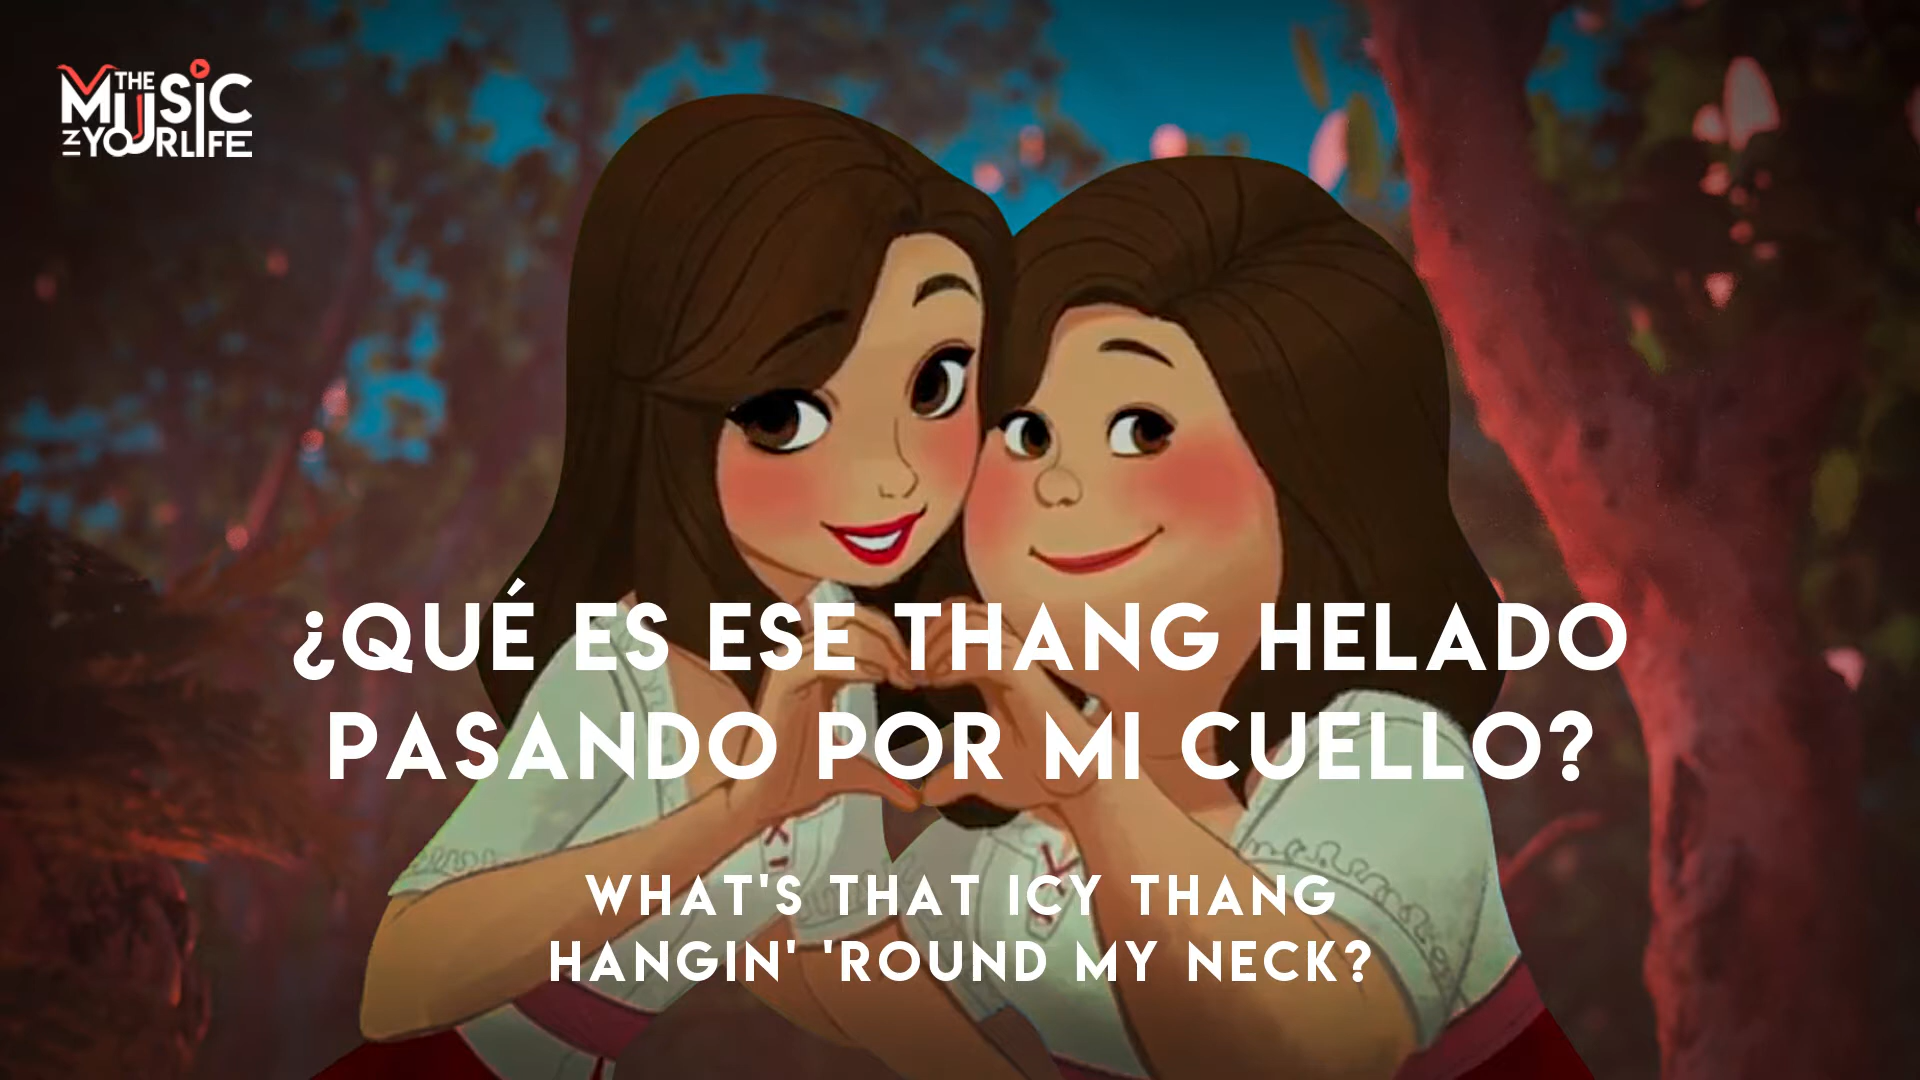 THE
MUSIC
IN YOUR LIFE
¿QUÉ ES ESE THANG HELADO
PASANDO POR MI CUELLO?
WHAT'S THAT ICY THANG
HANGIN' 'ROUND MY NECK?